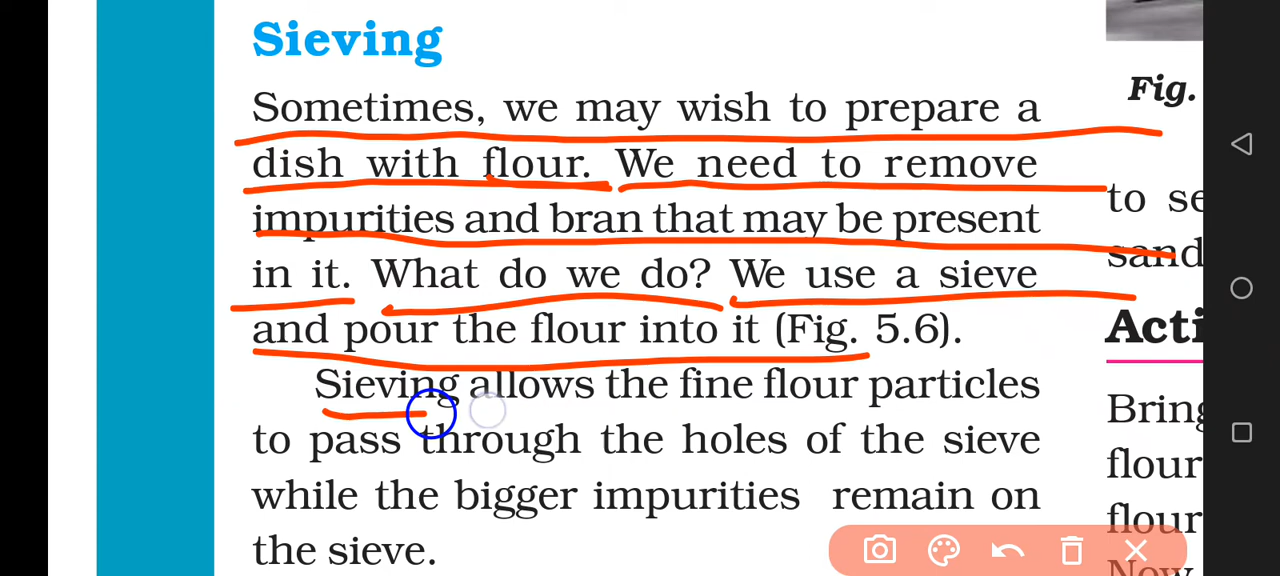 Sieving
Sometimes, we may wish to prepare a
dish with flour. We need to remove
impurities and bran that may be present
in it. What do we do? We use a sieve
and pour the flour into it (Fig. 5.6).
Sieving allows the fine flour particles
to pass through the holes of the sieve
while the bigger impurities remain on
the sieve.
Fig.
to se
sand
Acti
Bring
flour
flour
Now